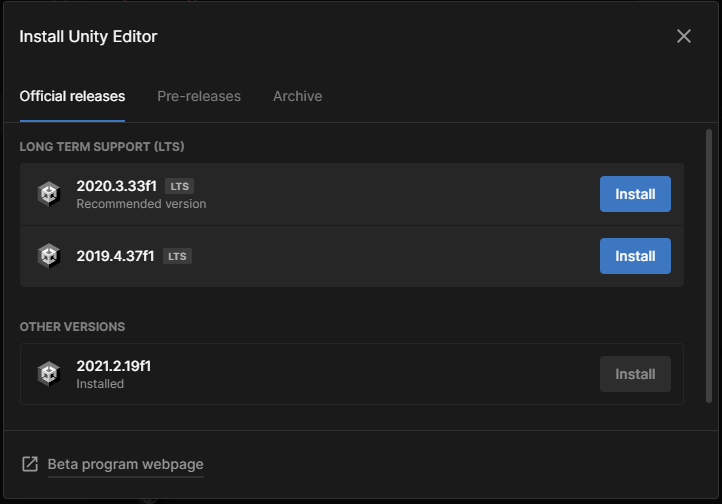 Install Unity Editor
Official releases Pre-releases Archive
LONG TERM SUPPORT (LTS)
2020.3.33f1 LTS
Recommended version
Install
2019.4.37f1 LTS
Install
OTHER VERSIONS
2021.2.19f1
Installed
Install
Beta program webpage